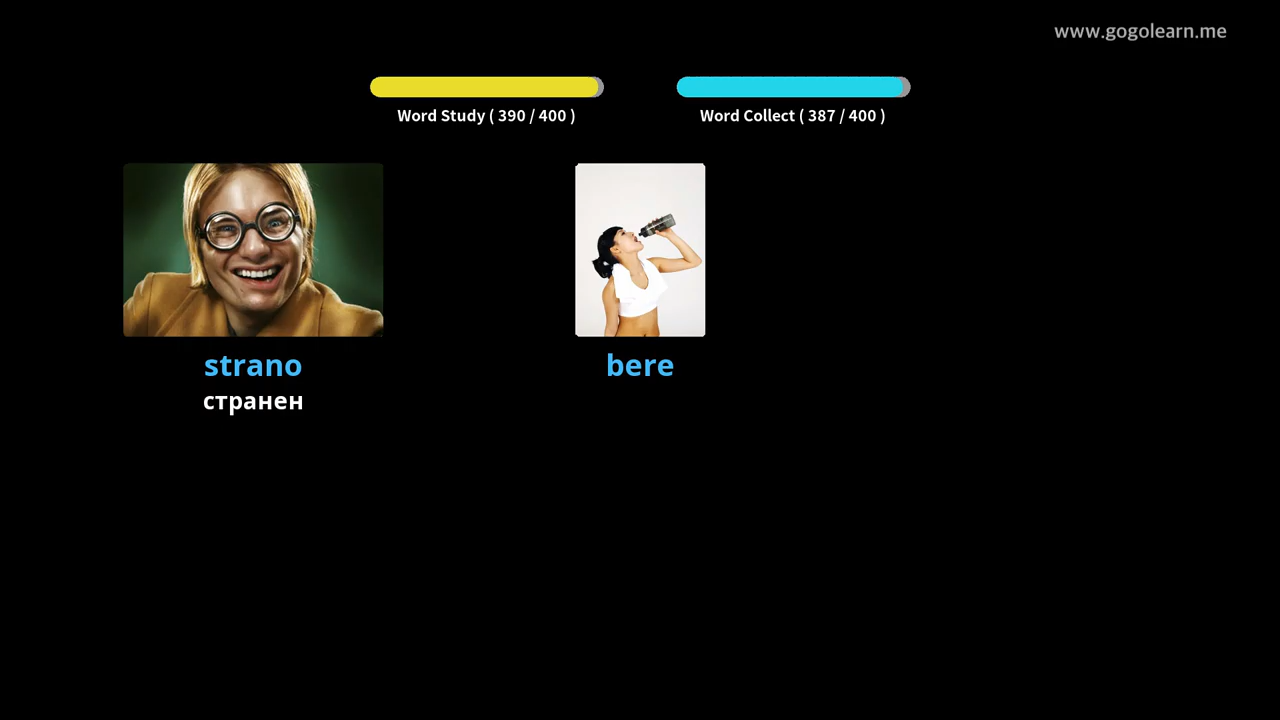 www.gogolearn.me
Word Study ( 390 / 400 )
Word Collect ( 387 / 400 )
strano
странен
bere